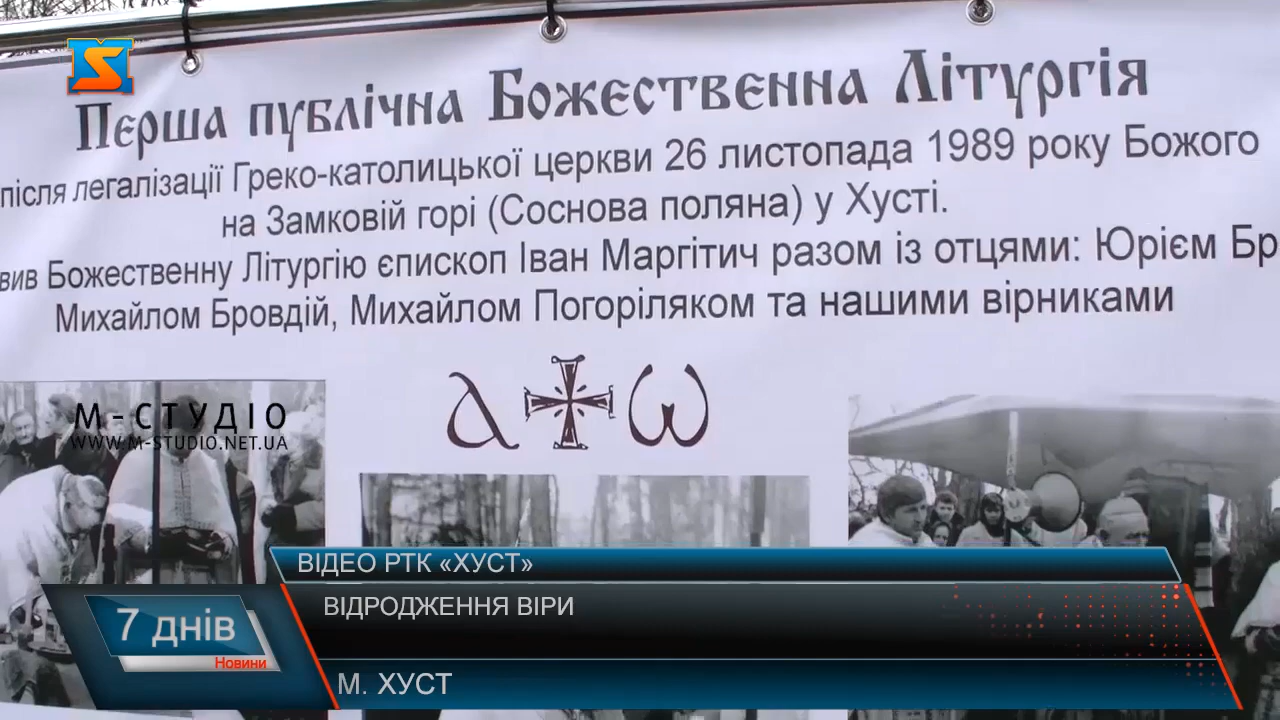 Перша публічна Божественна Літургія
після легалізації Греко-католицької церкви 26 листопада 1989 року Божого
на Замковій горі (Соснова поляна) у Хусті.
вив Божественну Літургію єпископ Іван Маргітич разом із отцями: Юрієм Бр
Михайлом Бровдій, Михайлом Погоріляком та нашими вірниками
М-СТУДІО
WWW.M-STUDIO.NET.UA
ВІДЕО РТК «ХУСТ»
ВІДРОДЖЕННЯ ВІРИ
7 днів
Новини
М. ХУСТ